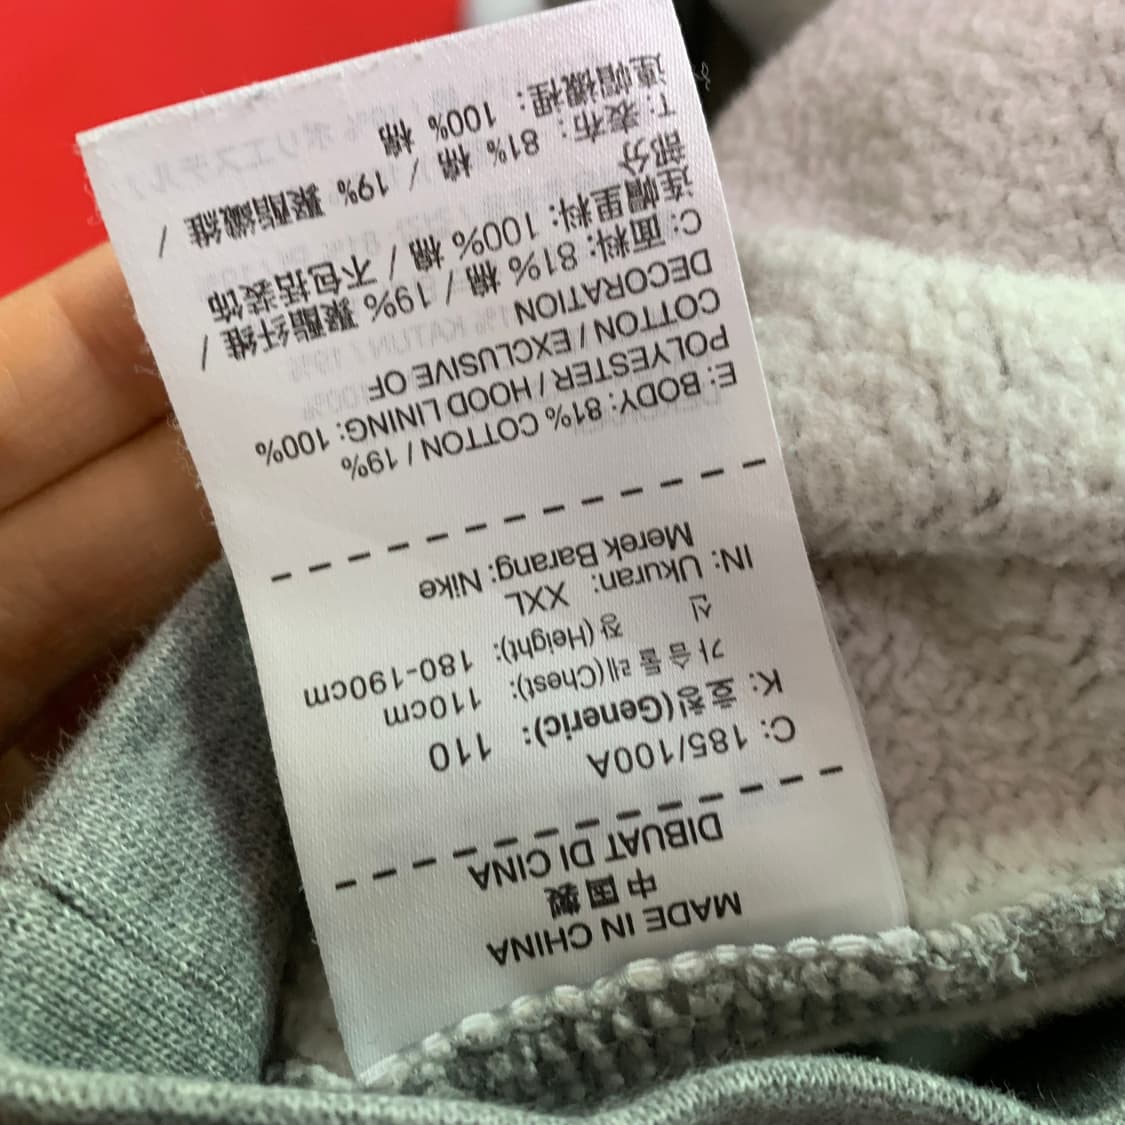 MADE IN CHINA
中国製
DIBUAT DI CINA
C: 185/100A
K: 호칭(Generic): 110
가슴둘레(Chest): 110cm
신장(Height): 180-190cm
IN: Ukuran: XXL
Merek Barang: Nike
E: BODY: 81% COTTON / 19%
POLYESTER / HOOD LINING: 100%
COTTON / EXCLUSIVE OF
DECORATION
C: 面料: 81% 棉 / 19% 聚酯纤维 /
连帽里料: 100% 棉 / 不包括装饰
部分
T: 表布: 81% 棉 / 19% 聚酯纖維 /
連帽襯裡: 100% 棉